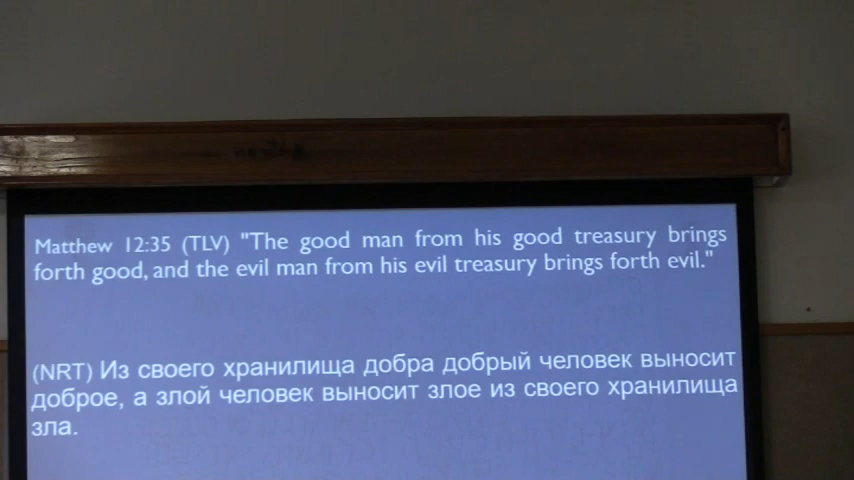 Matthew 12:35 (TLV) "The good man from his good treasury brings
forth good, and the evil man from his evil treasury brings forth evil."
(NRT) Из своего хранилища добра добрый человек выносит
доброе, а злой человек выносит злое из своего хранилища
зла.